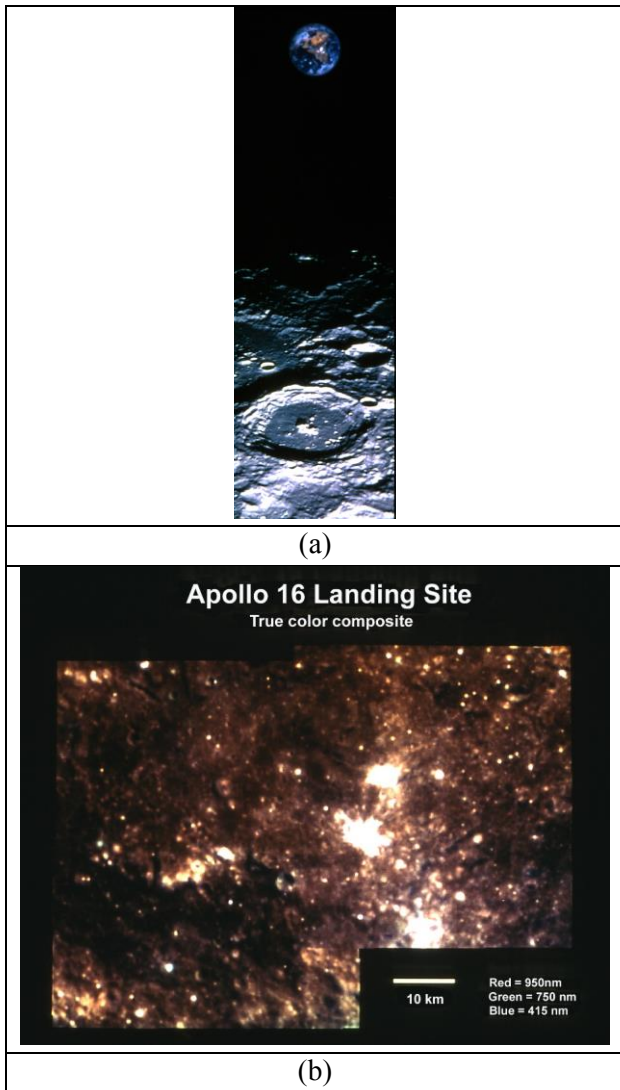 (a)
Apollo 16 Landing Site
True color composite
10 km
Red = 950nm
Green = 750 nm
Blue = 415 nm
(b)